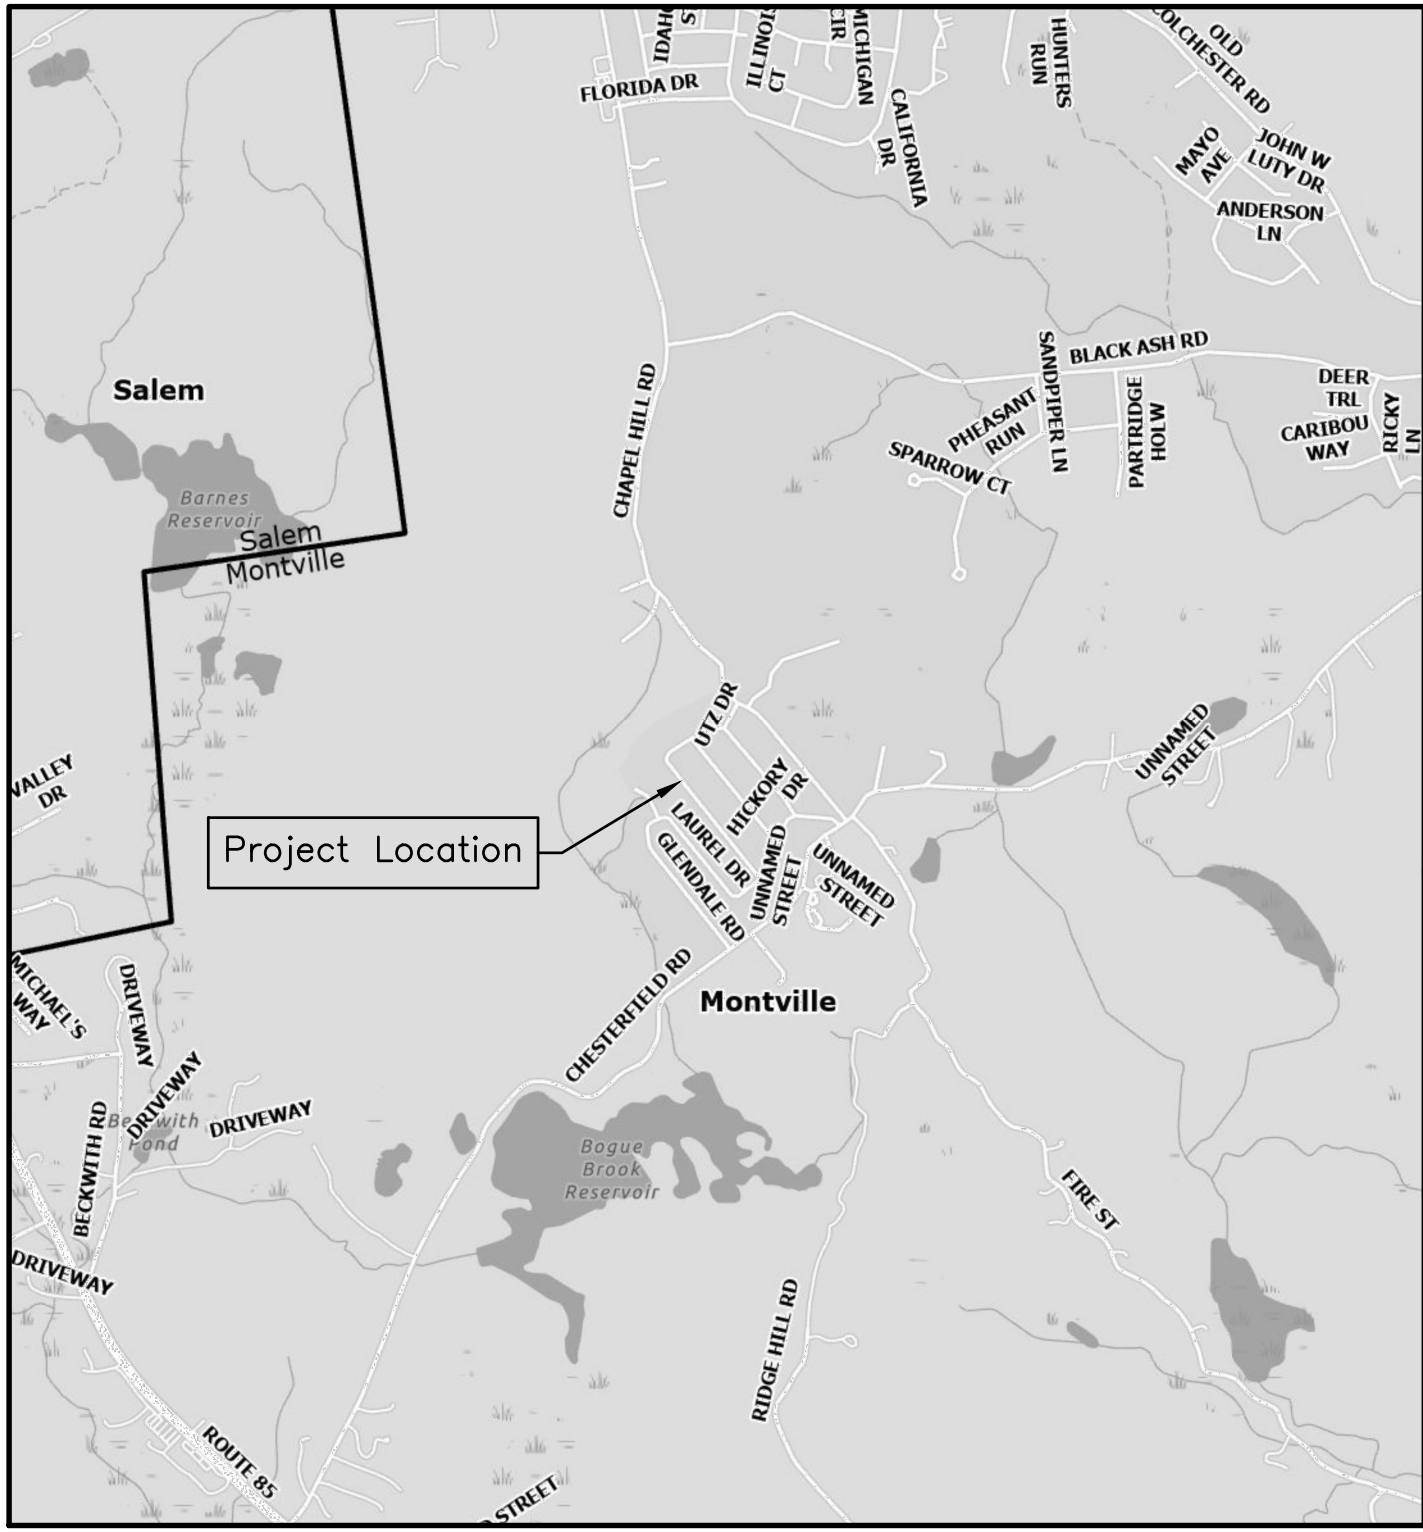 IDAHO
ILLINOIS
CT
CIR
MICHIGAN
HUNTERS
RUN
OLD
COLCHESTER RD
FLORIDA DR
CALIFORNIA
DR
MAYO
AVE
JOHN W
LUTY DR
ANDERSON
LN
Salem
CHAPEL HILL RD
SANDPIPER LN
BLACK ASH RD
PHEASANT
RUN
SPARROW CT
PARTRIDGE
HOLW
DEER
TRL
CARIBOU
WAY
RICKY
LN
Barnes
Reservoir
Salem
Montville
UTZ DR
UNNAMED
STREET
VALLEY
DR
HICKORY
DR
Project Location
LAUREL DR
GLENDALE RD
UNNAMED
STREET
UNNAMED
STREET
MICHAEL'S
WAY
DRIVEWAY
CHESTERFIELD RD
Montville
DRIVEWAY
DRIVEWAY
BECKWITH RD
Beckwith
Pond
Bogue
Brook
Reservoir
FIRE ST
DRIVEWAY
RIDGE HILL RD
ROUTE 85
STREET